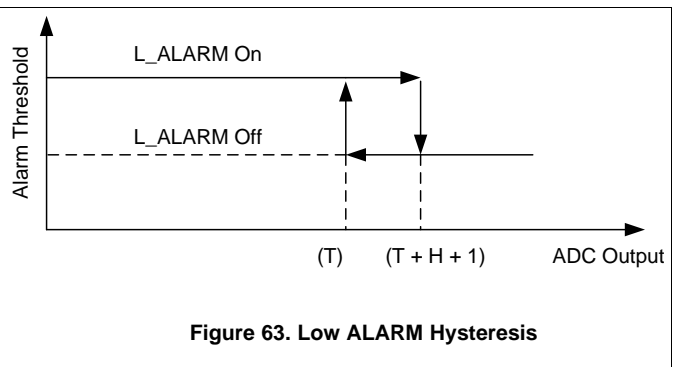 L_ALARM On
Alarm Threshold
L_ALARM Off
(T) (T + H + 1) ADC Output
Figure 63. Low ALARM Hysteresis